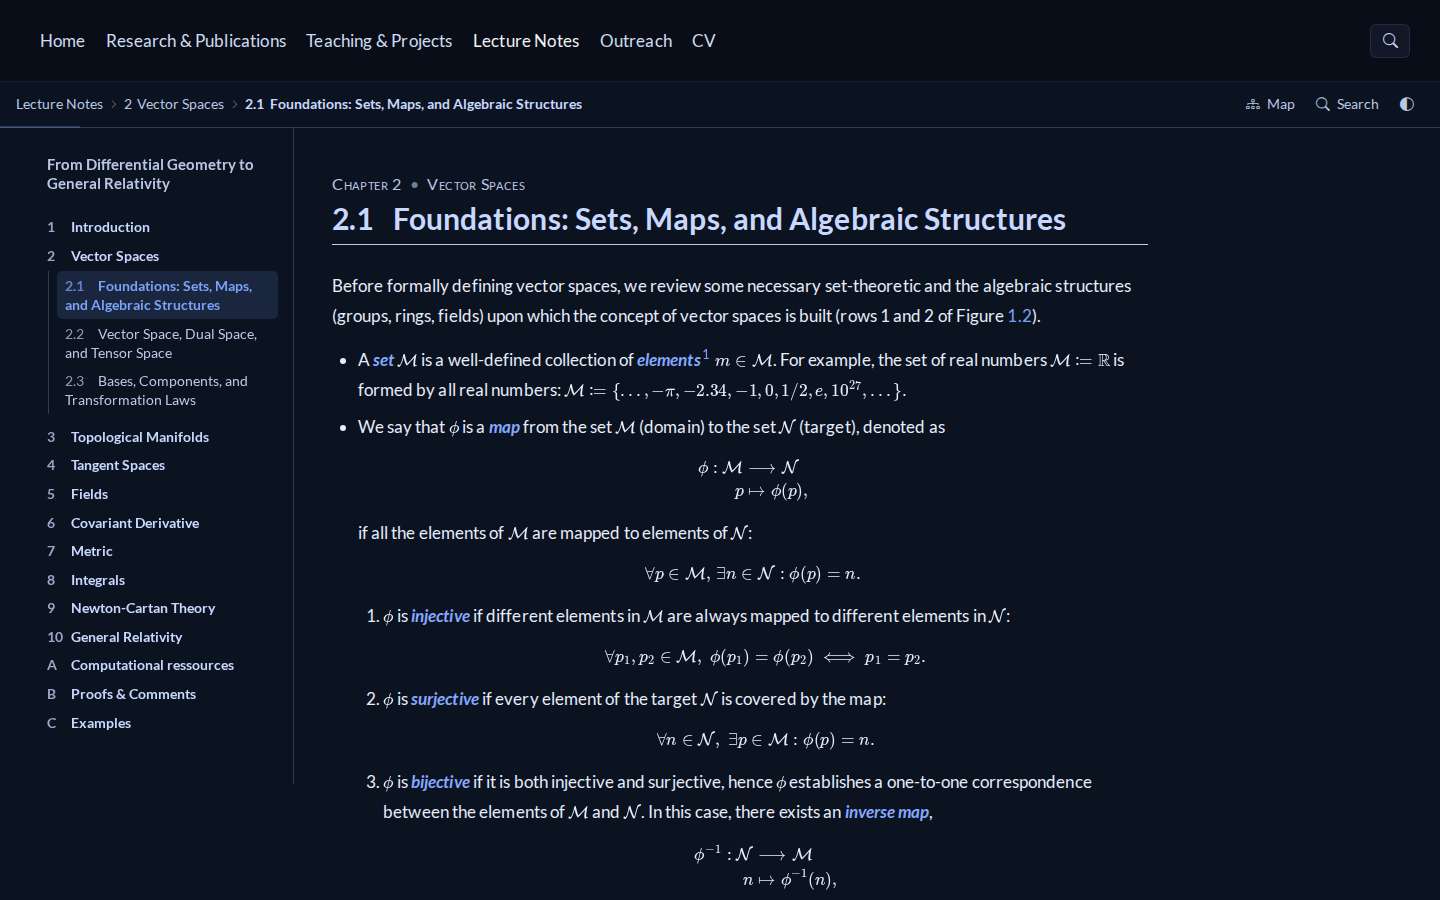 Home Research & Publications Teaching & Projects Lecture Notes Outreach CV
Lecture Notes > 2 Vector Spaces > 2.1 Foundations: Sets, Maps, and Algebraic Structures
Map Search
From Differential Geometry to
General Relativity
1 Introduction
2 Vector Spaces
2.1 Foundations: Sets, Maps,
and Algebraic Structures
2.2 Vector Space, Dual Space,
and Tensor Space
2.3 Bases, Components, and
Transformation Laws
3 Topological Manifolds
4 Tangent Spaces
5 Fields
6 Covariant Derivative
7 Metric
8 Integrals
9 Newton-Cartan Theory
10 General Relativity
A Computational ressources
B Proofs & Comments
C Examples
Chapter 2 • Vector Spaces
2.1 Foundations: Sets, Maps, and Algebraic Structures
Before formally defining vector spaces, we review some necessary set-theoretic and the algebraic structures
(groups, rings, fields) upon which the concept of vector spaces is built (rows 1 and 2 of Figure 1.2).
• A set ℳ is a well-defined collection of elements¹ m ∈ ℳ. For example, the set of real numbers ℳ := ℝ is
formed by all real numbers: ℳ := {…, −π, −2.34, −1, 0, 1/2, e, 10²⁷, …}.
• We say that ϕ is a map from the set ℳ (domain) to the set 𝒩 (target), denoted as
ϕ : ℳ ⟶ 𝒩
p ↦ ϕ(p),
if all the elements of ℳ are mapped to elements of 𝒩:
∀p ∈ ℳ, ∃n ∈ 𝒩 : ϕ(p) = n.
1. ϕ is injective if different elements in ℳ are always mapped to different elements in 𝒩:
∀p₁, p₂ ∈ ℳ, ϕ(p₁) = ϕ(p₂) ⟺ p₁ = p₂.
2. ϕ is surjective if every element of the target 𝒩 is covered by the map:
∀n ∈ 𝒩, ∃p ∈ ℳ : ϕ(p) = n.
3. ϕ is bijective if it is both injective and surjective, hence ϕ establishes a one-to-one correspondence
between the elements of ℳ and 𝒩. In this case, there exists an inverse map,
ϕ⁻¹ : 𝒩 ⟶ ℳ
n ↦ ϕ⁻¹(n),